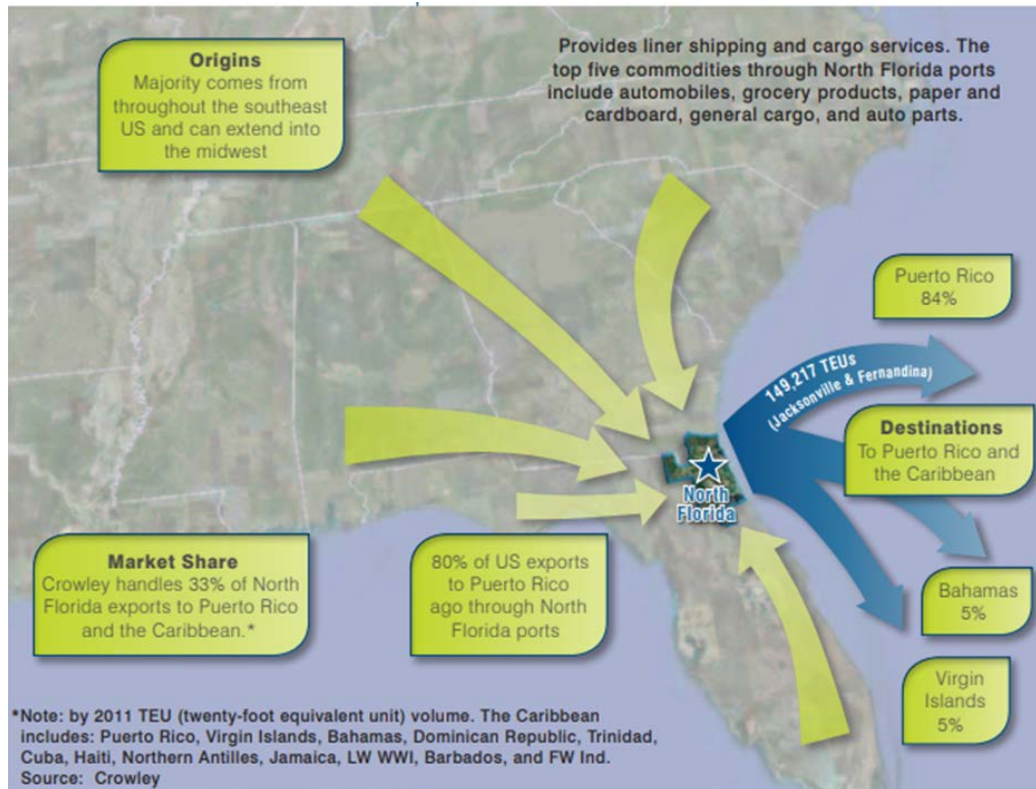 Origins
Majority comes from
throughout the southeast
US and can extend into
the midwest
Provides liner shipping and cargo services. The
top five commodities through North Florida ports
include automobiles, grocery products, paper and
cardboard, general cargo, and auto parts.
Puerto Rico
84%
149,217 TEUs
(Jacksonville & Fernandina)
Destinations
To Puerto Rico and
the Caribbean
North
Florida
Market Share
Crowley handles 33% of North
Florida exports to Puerto Rico
and the Caribbean.*
80% of US exports
to Puerto Rico
ago through North
Florida ports
Bahamas
5%
Virgin
Islands
5%
*Note: by 2011 TEU (twenty-foot equivalent unit) volume. The Caribbean
includes: Puerto Rico, Virgin Islands, Bahamas, Dominican Republic, Trinidad,
Cuba, Haiti, Northern Antilles, Jamaica, LW WWI, Barbados, and FW Ind.
Source: Crowley